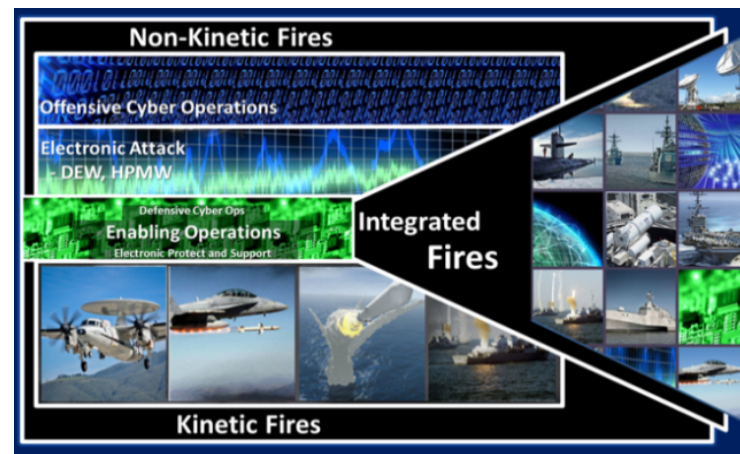 Non-Kinetic Fires
Offensive Cyber Operations
Electronic Attack
- DEW, HPMW
Defensive Cyber Ops
Enabling Operations
Electronic Protect and Support
Integrated
Fires
Kinetic Fires